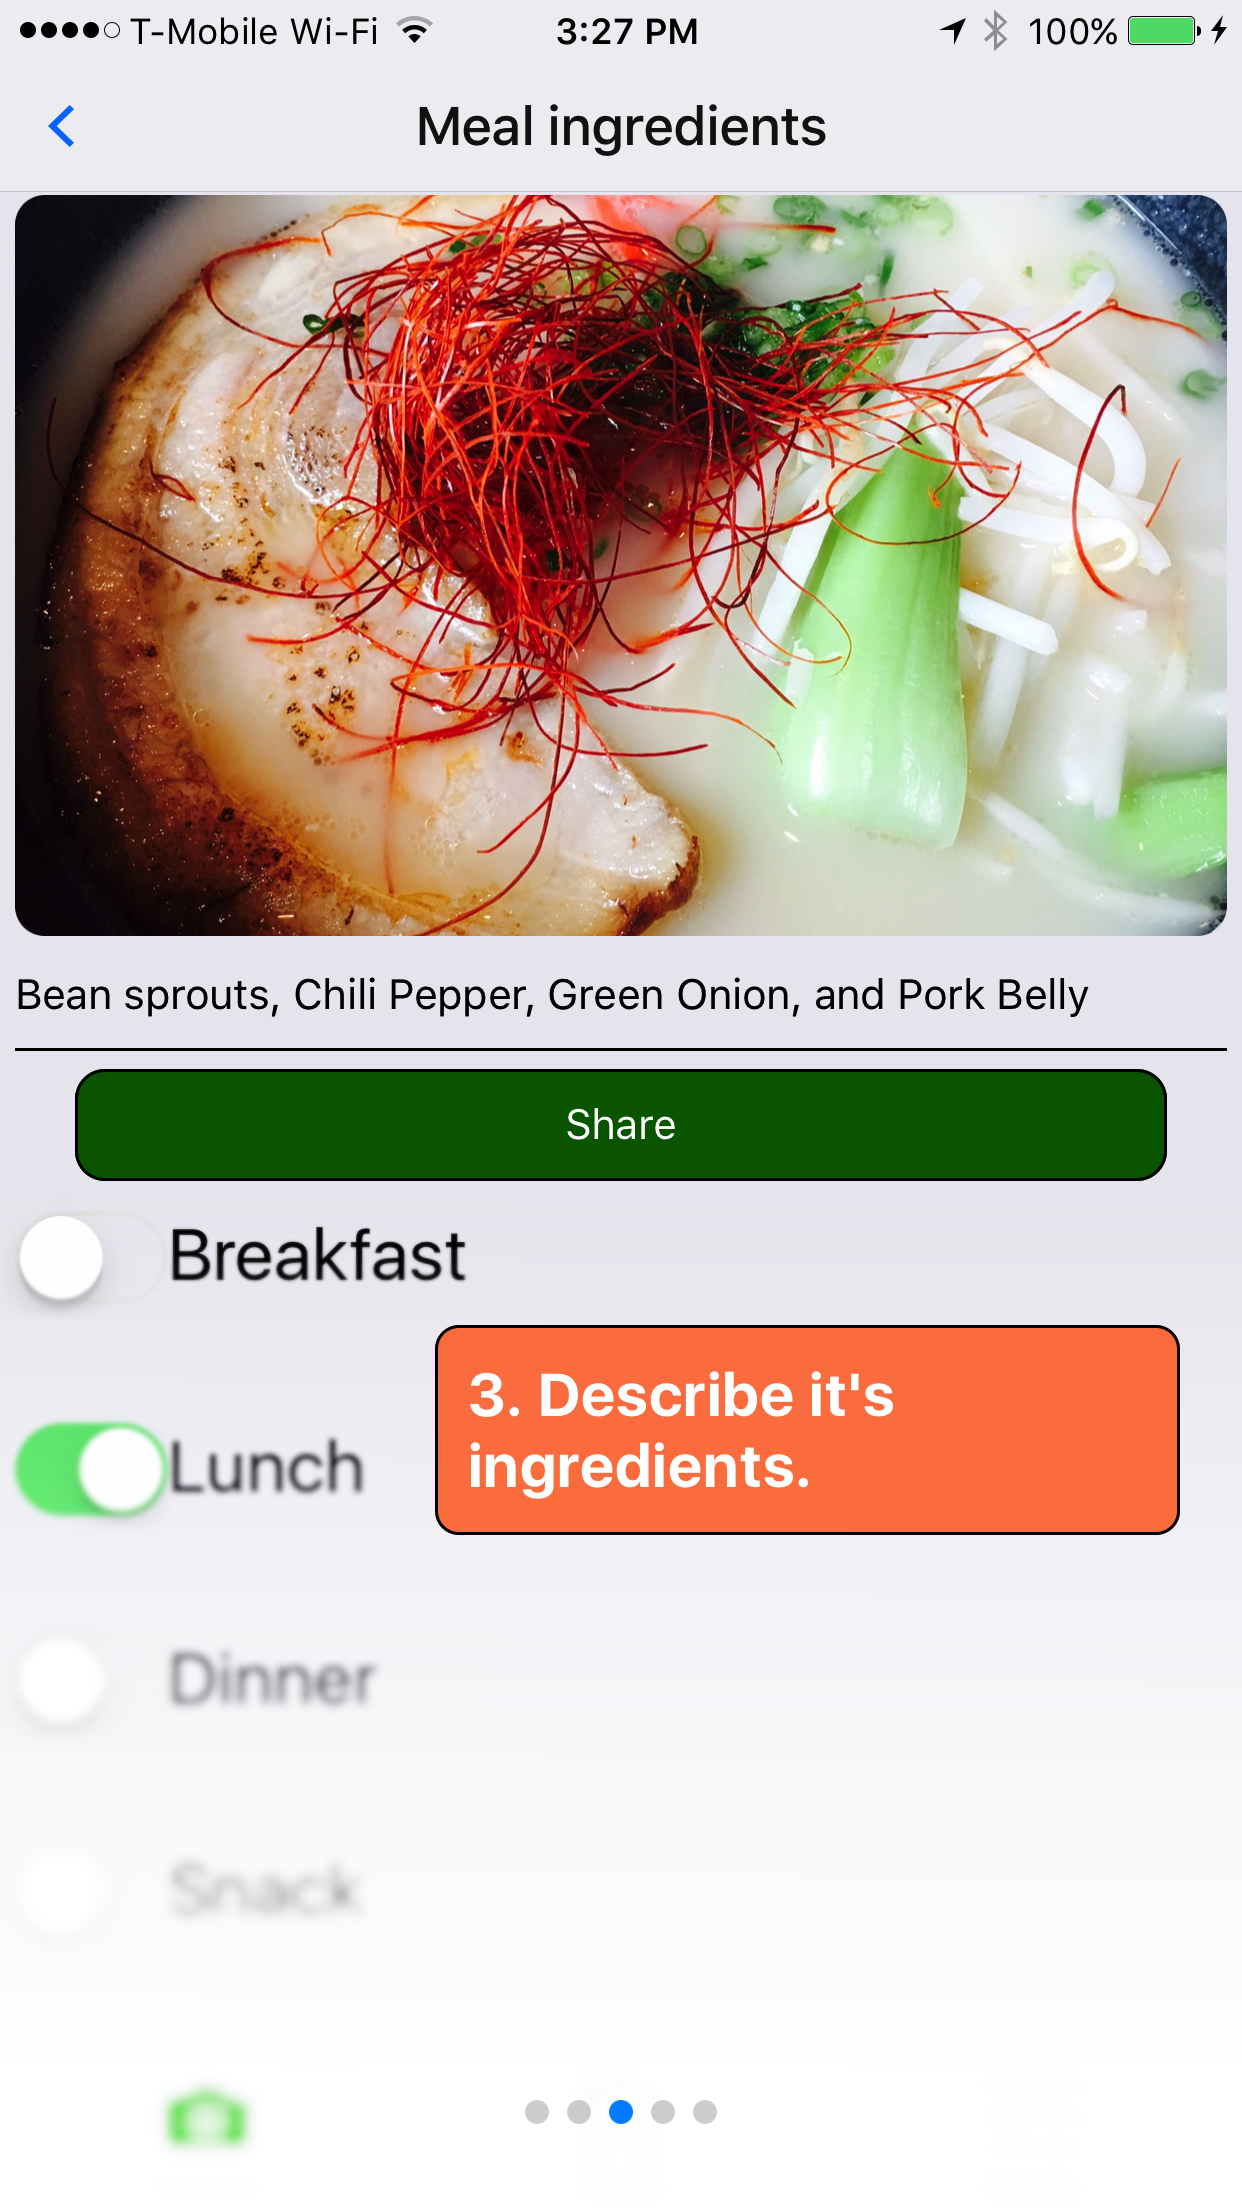 T-Mobile Wi-Fi 3:27 PM 100%
Meal ingredients
Bean sprouts, Chili Pepper, Green Onion, and Pork Belly
Share
Breakfast
3. Describe it's
ingredients.
Lunch
Dinner
Snack